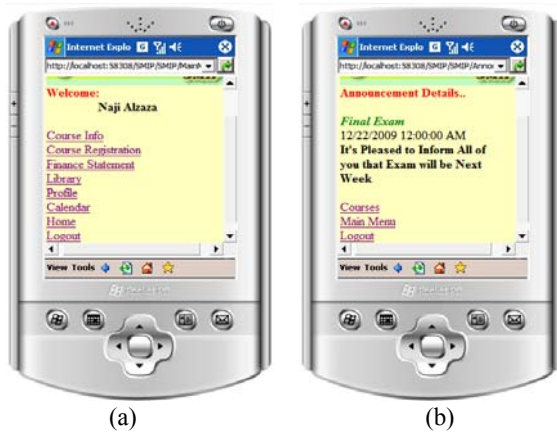 Internet Explo
http://localhost:58308/SMIP/SMIP/Main
Welcome:
Naji Alzaza
Course Info
Course Registration
Finance Statement
Library
Profile
Calendar
Home
Logout
View Tools
(a)
Internet Explo
http://localhost:58308/SMIP/SMIP/Anno
Announcement Details..
Final Exam
12/22/2009 12:00:00 AM
It's Pleased to Inform All of
you that Exam will be Next
Week
Courses
Main Menu
Logout
View Tools
(b)